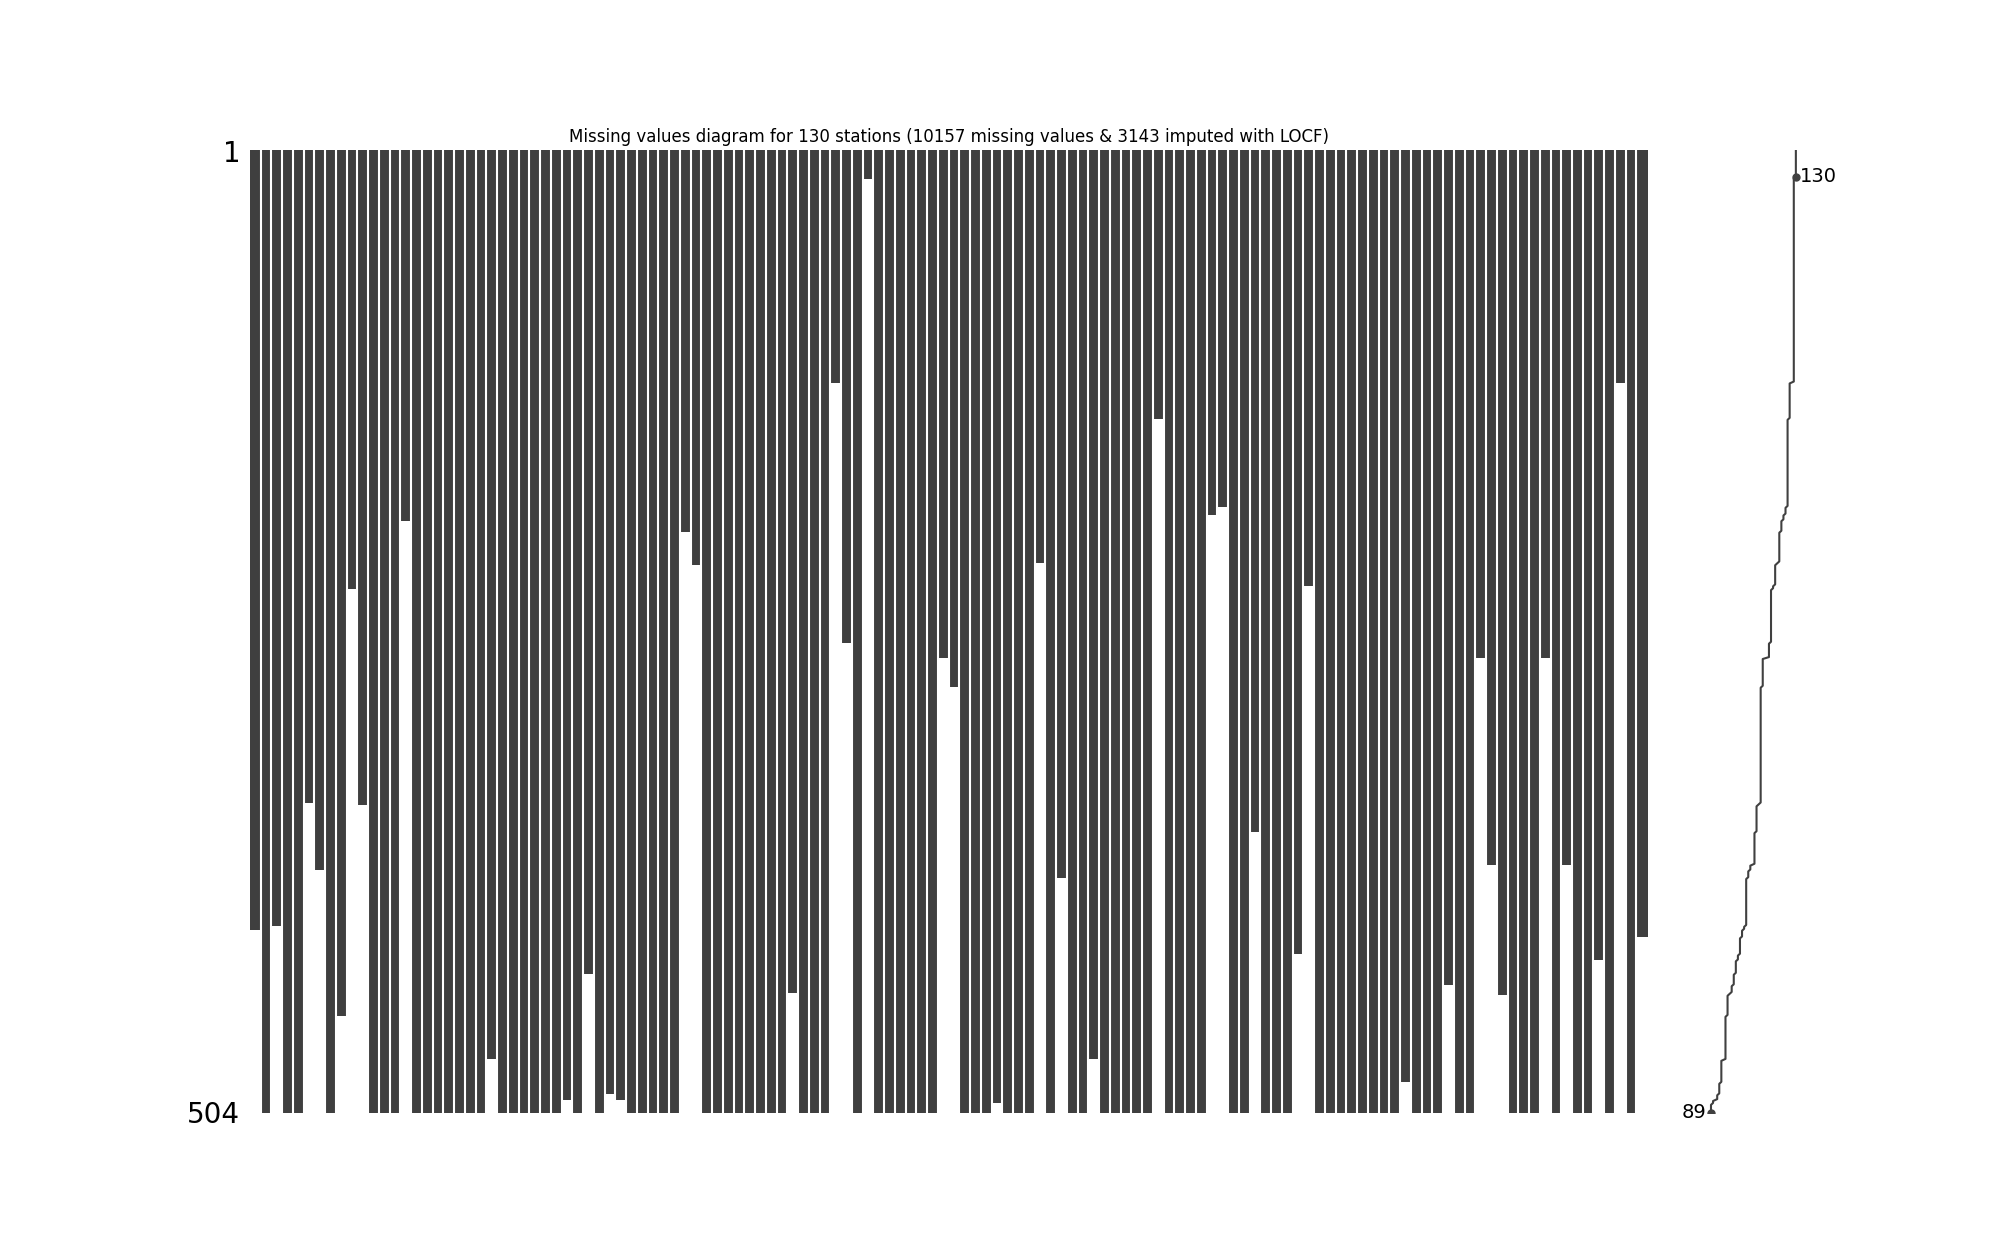 Missing values diagram for 130 stations (10157 missing values & 3143 imputed with LOCF)
1
130
504
89